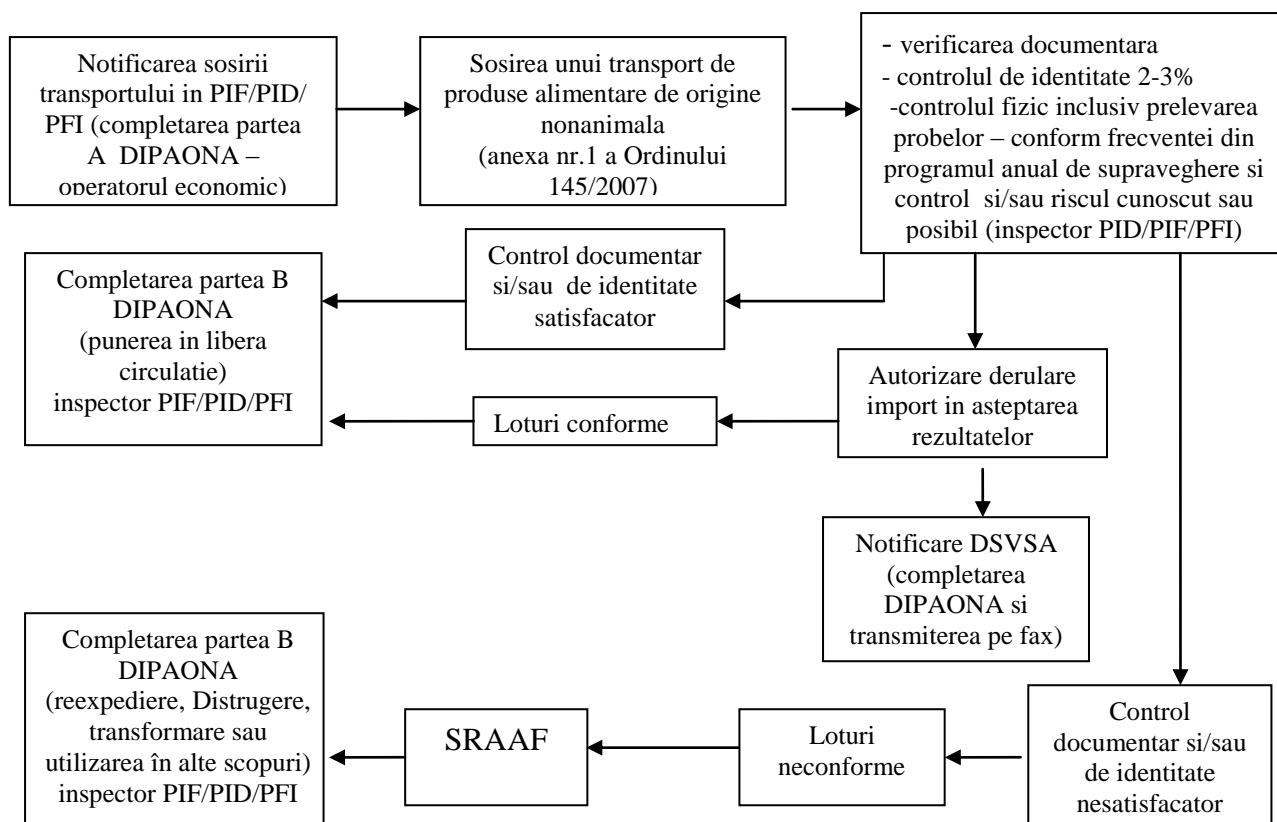 Notificarea sosirii
transportului in PIF/PID/
PFI (completarea partea
A DIPAONA –
operatorul economic)
Sosirea unui transport de
produse alimentare de origine
nonanimala
(anexa nr.1 a Ordinului
145/2007)
- verificarea documentara
- controlul de identitate 2-3%
-controlul fizic inclusiv prelevarea
probelor – conform frecventei din
programul anual de supraveghere si
control si/sau riscul cunoscut sau
posibil (inspector PID/PIF/PFI)
Control documentar
si/sau de identitate
satisfacator
Completarea partea B
DIPAONA
(punerea in libera
circulatie)
inspector PIF/PID/PFI
Autorizare derulare
import in asteptarea
rezultatelor
Loturi conforme
Notificare DSVSA
(completarea
DIPAONA si
transmiterea pe fax)
Completarea partea B
DIPAONA
(reexpediere, Distrugere,
transformare sau
utilizarea în alte scopuri)
inspector PIF/PID/PFI
SRAAF
Loturi
neconforme
Control
documentar si/sau
de identitate
nesatisfacator